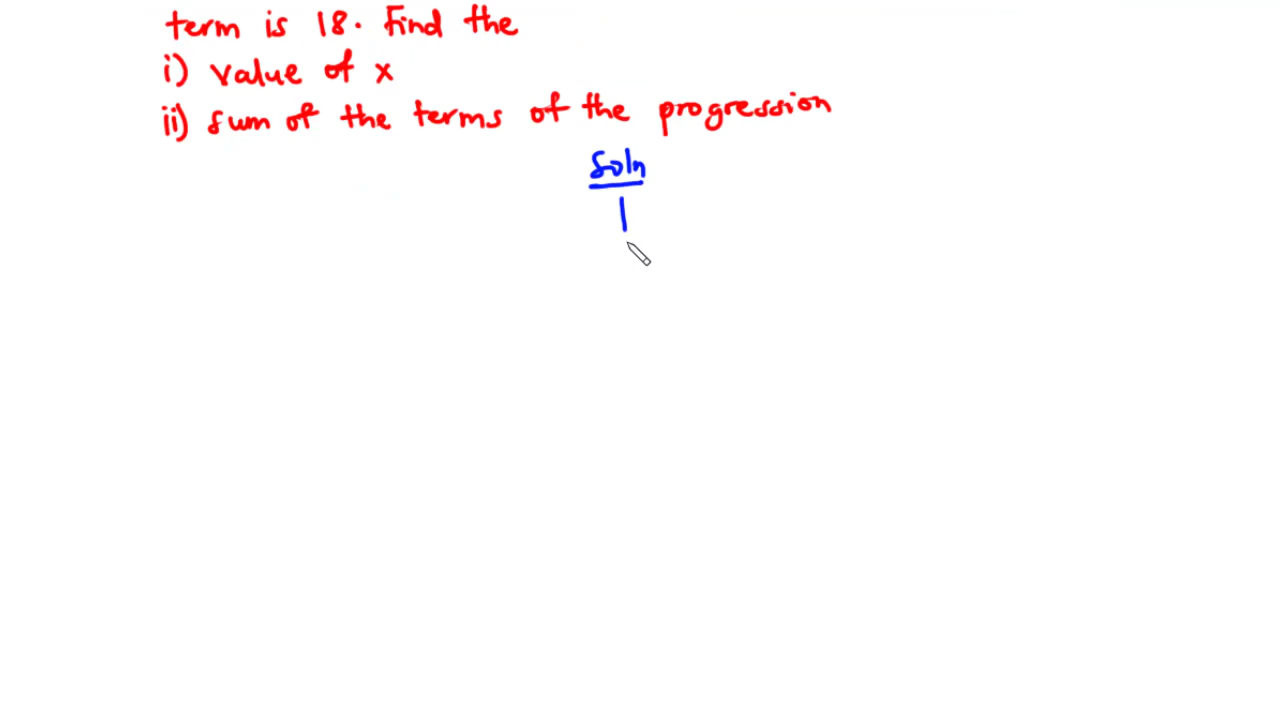 term is 18. Find the
i) value of x
ii) sum of the terms of the progression
Soln
|